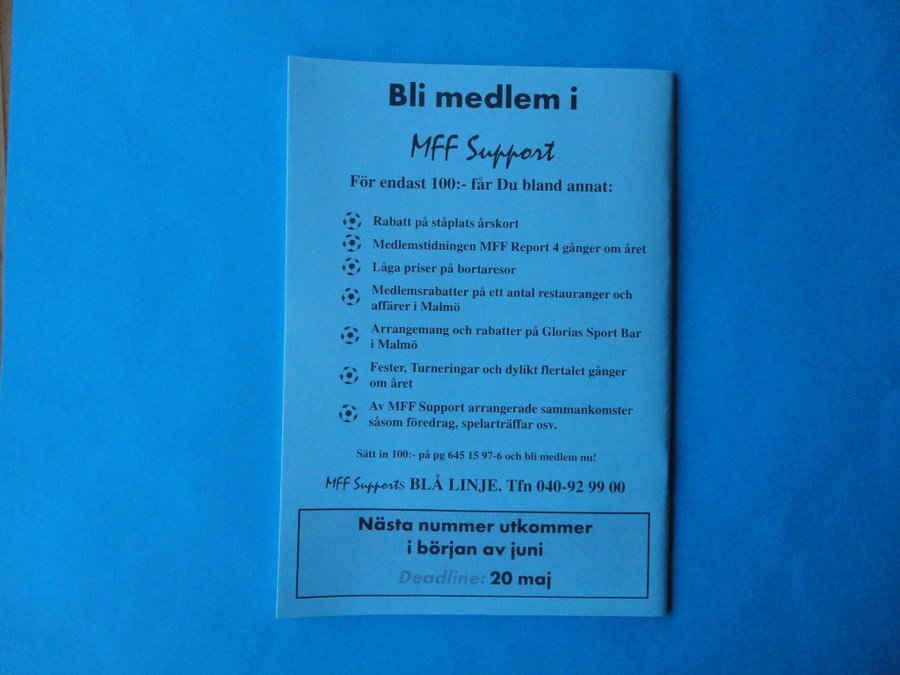 Bli medlem i
MFF Support
För endast 100:- får Du bland annat:
Rabatt på ståplats årskort
Medlemstidningen MFF Report 4 gånger om året
Låga priser på bortaresor
Medlemsrabatter på ett antal restauranger och
affärer i Malmö
Arrangemang och rabatter på Glorias Sport Bar
i Malmö
Fester, Turneringar och dylikt flertalet gånger
om året
Av MFF Support arrangerade sammankomster
såsom föredrag, spelarträffar osv.
Sätt in 100:- på pg 645 15 97-6 och bli medlem nu!
MFF Supports BLÅ LINJE. Tfn 040-92 99 00
Nästa nummer utkommer
i början av juni
Deadline: 20 maj